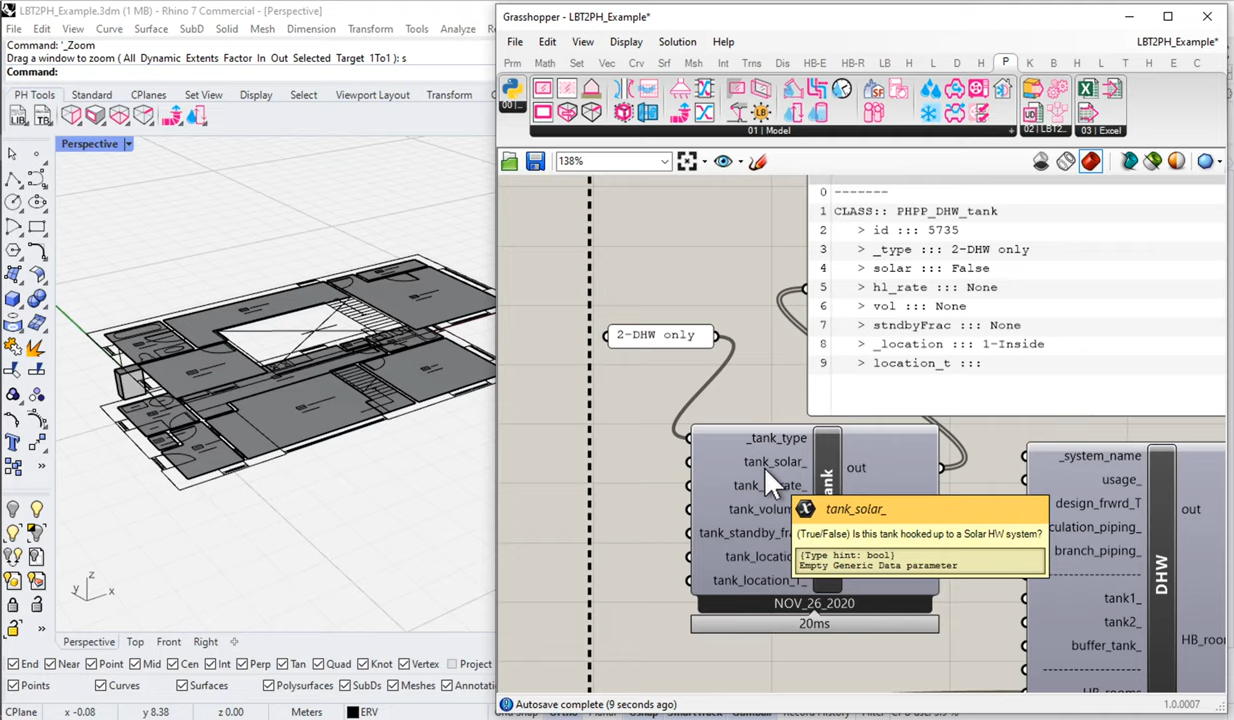 LBT2PH_Example.3dm (1 MB) - Rhino 7 Commercial - [Perspective]
File Edit View Curve Surface SubD Solid Mesh Dimension Transform Tools Analyze
Command: '_Zoom
Drag a window to zoom ( All Dynamic Extents Factor In Out Selected Target 1To1 ): s
Command:
PH Tools Standard CPlanes Set View Display Select Viewport Layout Transform
LIB TB
Perspective
z
y
x
Perspective Top Front Right
End Near Point Mid Cen Int Perp Tan Quad Knot Vertex Project
Points Curves Surfaces Polysurfaces SubDs Meshes Annotation
CPlane x -0.08 y 8.38 z 0.00 Meters ERV
Grasshopper - LBT2PH_Example*
File Edit View Display Solution Help LBT2PH_Example*
Prm Math Set Vec Crv Srf Msh Int Trns Dis HB-E HB-R LB H D H P K B H L T E C
00 |...
01 | Model
02 | LBT2...
03 | Excel
138%
0 -------
1 CLASS:: PHPP_DHW_tank
2 > id ::: 5735
3 > _type ::: 2-DHW only
4 > solar ::: False
5 > hl_rate ::: None
6 > vol ::: None
7 > stndbyFrac ::: None
8 > _location ::: 1-Inside
9 > location_t :::
2-DHW only
_tank_type
tank_solar_
tank_standby_fra
tank_locatio
tank_location_T_
out
NOV_26_2020
20ms
tank_solar_
(True/False) Is this tank hooked up to a Solar HW system?
{Type hint: bool}
Empty Generic Data parameter
_system_name
usage_
design_frwrd_T
culation_piping_
branch_piping_
tank1_
tank2_
buffer_tank_
HB_rooms
DHW
out
HB_roo
Autosave complete (9 seconds ago)
1.0.0007